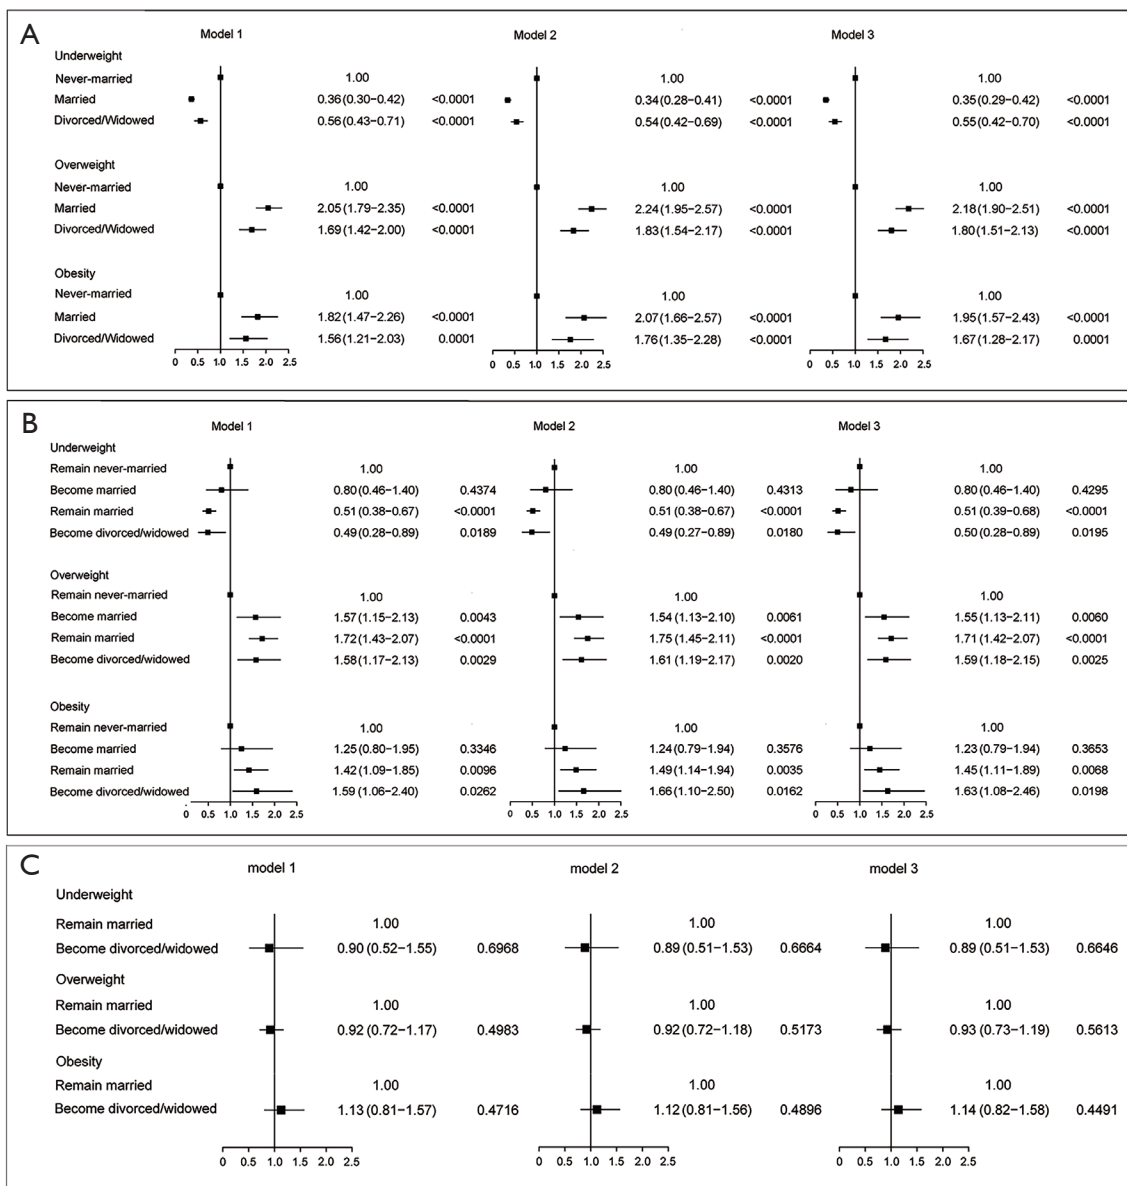 A
Model 1 Model 2 Model 3
Underweight
Never-married 1.00 1.00 1.00
Married 0.36 (0.30−0.42) <0.0001 0.34 (0.28−0.41) <0.0001 0.35 (0.29−0.42) <0.0001
Divorced/Widowed 0.56 (0.43−0.71) <0.0001 0.54 (0.42−0.69) <0.0001 0.55 (0.42−0.70) <0.0001
Overweight
Never-married 1.00 1.00 1.00
Married 2.05 (1.79−2.35) <0.0001 2.24 (1.95−2.57) <0.0001 2.18 (1.90−2.51) <0.0001
Divorced/Widowed 1.69 (1.42−2.00) <0.0001 1.83 (1.54−2.17) <0.0001 1.80 (1.51−2.13) <0.0001
Obesity
Never-married 1.00 1.00 1.00
Married 1.82 (1.47−2.26) <0.0001 2.07 (1.66−2.57) <0.0001 1.95 (1.57−2.43) <0.0001
Divorced/Widowed 1.56 (1.21−2.03) 0.0001 1.76 (1.35−2.28) <0.0001 1.67 (1.28−2.17) 0.0001
0 0.5 1.0 1.5 2.0 2.5 0 0.5 1.0 1.5 2.0 2.5 0 0.5 1.0 1.5 2.0 2.5
B
Model 1 Model 2 Model 3
Underweight
Remain never-married 1.00 1.00 1.00
Become married 0.80 (0.46−1.40) 0.4374 0.80 (0.46−1.40) 0.4313 0.80 (0.46−1.40) 0.4295
Remain married 0.51 (0.38−0.67) <0.0001 0.51 (0.38−0.67) <0.0001 0.51 (0.39−0.68) <0.0001
Become divorced/widowed 0.49 (0.28−0.89) 0.0189 0.49 (0.27−0.89) 0.0180 0.50 (0.28−0.89) 0.0195
Overweight
Remain never-married 1.00 1.00 1.00
Become married 1.57 (1.15−2.13) 0.0043 1.54 (1.13−2.10) 0.0061 1.55 (1.13−2.11) 0.0060
Remain married 1.72 (1.43−2.07) <0.0001 1.75 (1.45−2.11) <0.0001 1.71 (1.42−2.07) <0.0001
Become divorced/widowed 1.58 (1.17−2.13) 0.0029 1.61 (1.19−2.17) 0.0020 1.59 (1.18−2.15) 0.0025
Obesity
Remain never-married 1.00 1.00 1.00
Become married 1.25 (0.80−1.95) 0.3346 1.24 (0.79−1.94) 0.3576 1.23 (0.79−1.94) 0.3653
Remain married 1.42 (1.09−1.85) 0.0096 1.49 (1.14−1.94) 0.0035 1.45 (1.11−1.89) 0.0068
Become divorced/widowed 1.59 (1.06−2.40) 0.0262 1.66 (1.10−2.50) 0.0162 1.63 (1.08−2.46) 0.0198
0 0.5 1.0 1.5 2.0 2.5 0 0.5 1.0 1.5 2.0 2.5 0 0.5 1.0 1.5 2.0 2.5
C
model 1 model 2 model 3
Underweight
Remain married 1.00 1.00 1.00
Become divorced/widowed 0.90 (0.52−1.55) 0.6968 0.89 (0.51−1.53) 0.6664 0.89 (0.51−1.53) 0.6646
Overweight
Remain married 1.00 1.00 1.00
Become divorced/widowed 0.92 (0.72−1.17) 0.4983 0.92 (0.72−1.18) 0.5173 0.93 (0.73−1.19) 0.5613
Obesity
Remain married 1.00 1.00 1.00
Become divorced/widowed 1.13 (0.81−1.57) 0.4716 1.12 (0.81−1.56) 0.4896 1.14 (0.82−1.58) 0.4491
0 0.5 1.0 1.5 2.0 2.5 0 0.5 1.0 1.5 2.0 2.5 0 0.5 1.0 1.5 2.0 2.5